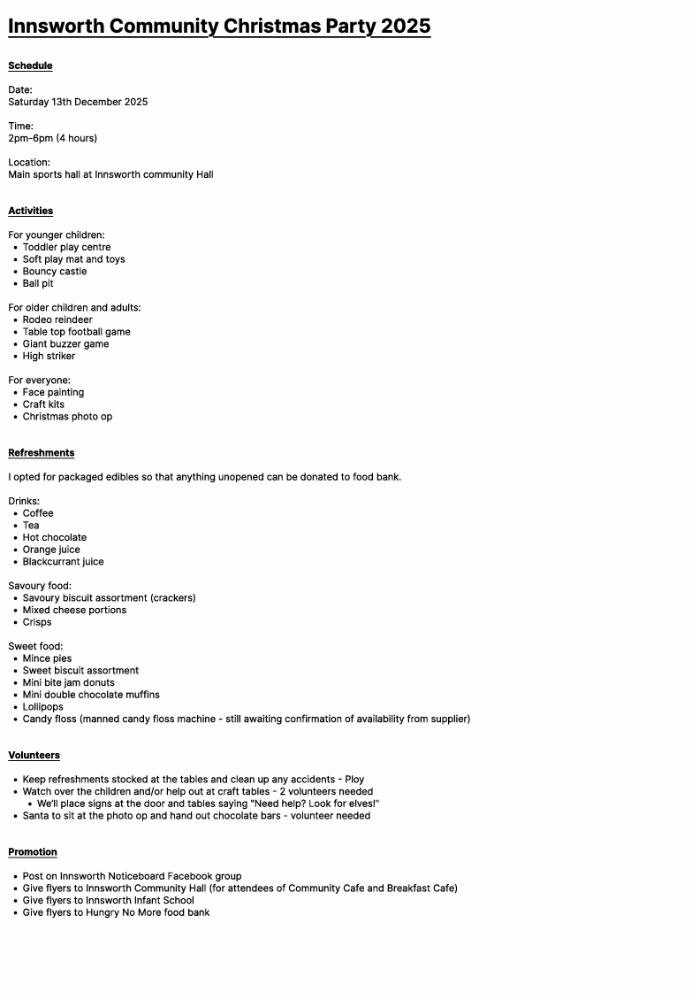 Innsworth Community Christmas Party 2025
Schedule
Date:
Saturday 13th December 2025
Time:
2pm-6pm (4 hours)
Location:
Main sports hall at Innsworth community Hall
Activities
For younger children:
• Toddler play centre
• Soft play mat and toys
• Bouncy castle
• Ball pit
For older children and adults:
• Rodeo reindeer
• Table top football game
• Giant buzzer game
• High striker
For everyone:
• Face painting
• Craft kits
• Christmas photo op
Refreshments
I opted for packaged edibles so that anything unopened can be donated to food bank.
Drinks:
• Coffee
• Tea
• Hot chocolate
• Orange juice
• Blackcurrant juice
Savoury food:
• Savoury biscuit assortment (crackers)
• Mixed cheese portions
• Crisps
Sweet food:
• Mince pies
• Sweet biscuit assortment
• Mini bite jam donuts
• Mini double chocolate muffins
• Lollipops
• Candy floss (manned candy floss machine - still awaiting confirmation of availability from supplier)
Volunteers
• Keep refreshments stocked at the tables and clean up any accidents - Ploy
• Watch over the children and/or help out at craft tables - 2 volunteers needed
• We'll place signs at the door and tables saying "Need help? Look for elves!"
• Santa to sit at the photo op and hand out chocolate bars - volunteer needed
Promotion
• Post on Innsworth Noticeboard Facebook group
• Give flyers to Innsworth Community Hall (for attendees of Community Cafe and Breakfast Cafe)
• Give flyers to Innsworth Infant School
• Give flyers to Hungry No More food bank